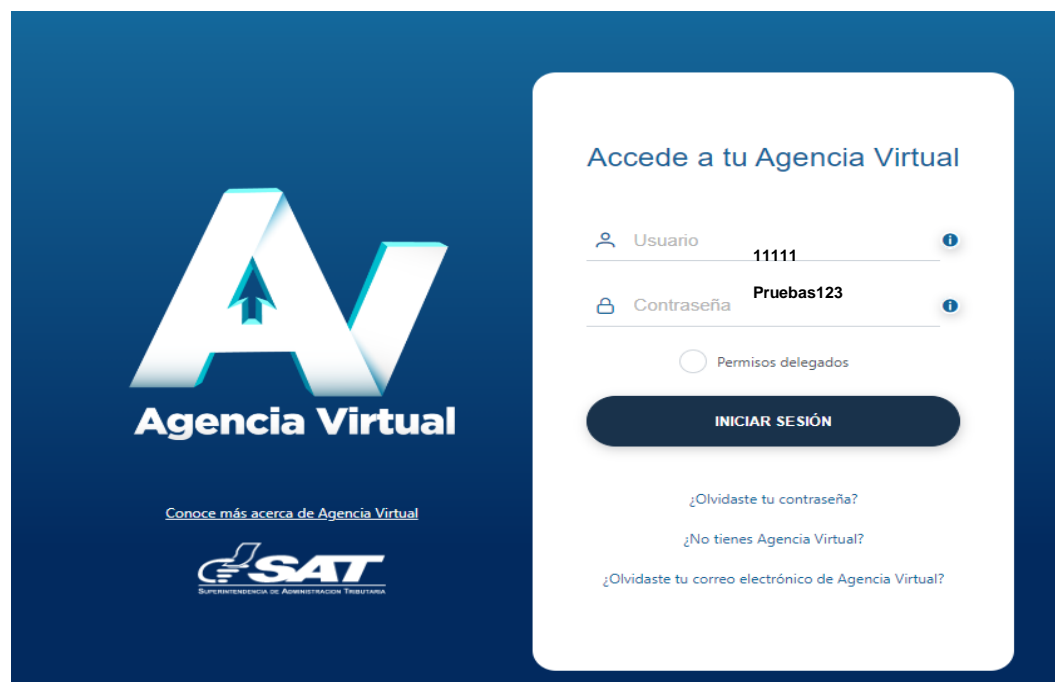 Accede a tu Agencia Virtual
Usuario
11111
Contraseña
Pruebas123
Permisos delegados
INICIAR SESIÓN
¿Olvidaste tu contraseña?
¿No tienes Agencia Virtual?
¿Olvidaste tu correo electrónico de Agencia Virtual?
Agencia Virtual
Conoce más acerca de Agencia Virtual
SAT
SUPERINTENDENCIA DE ADMINISTRACION TRIBUTARIA